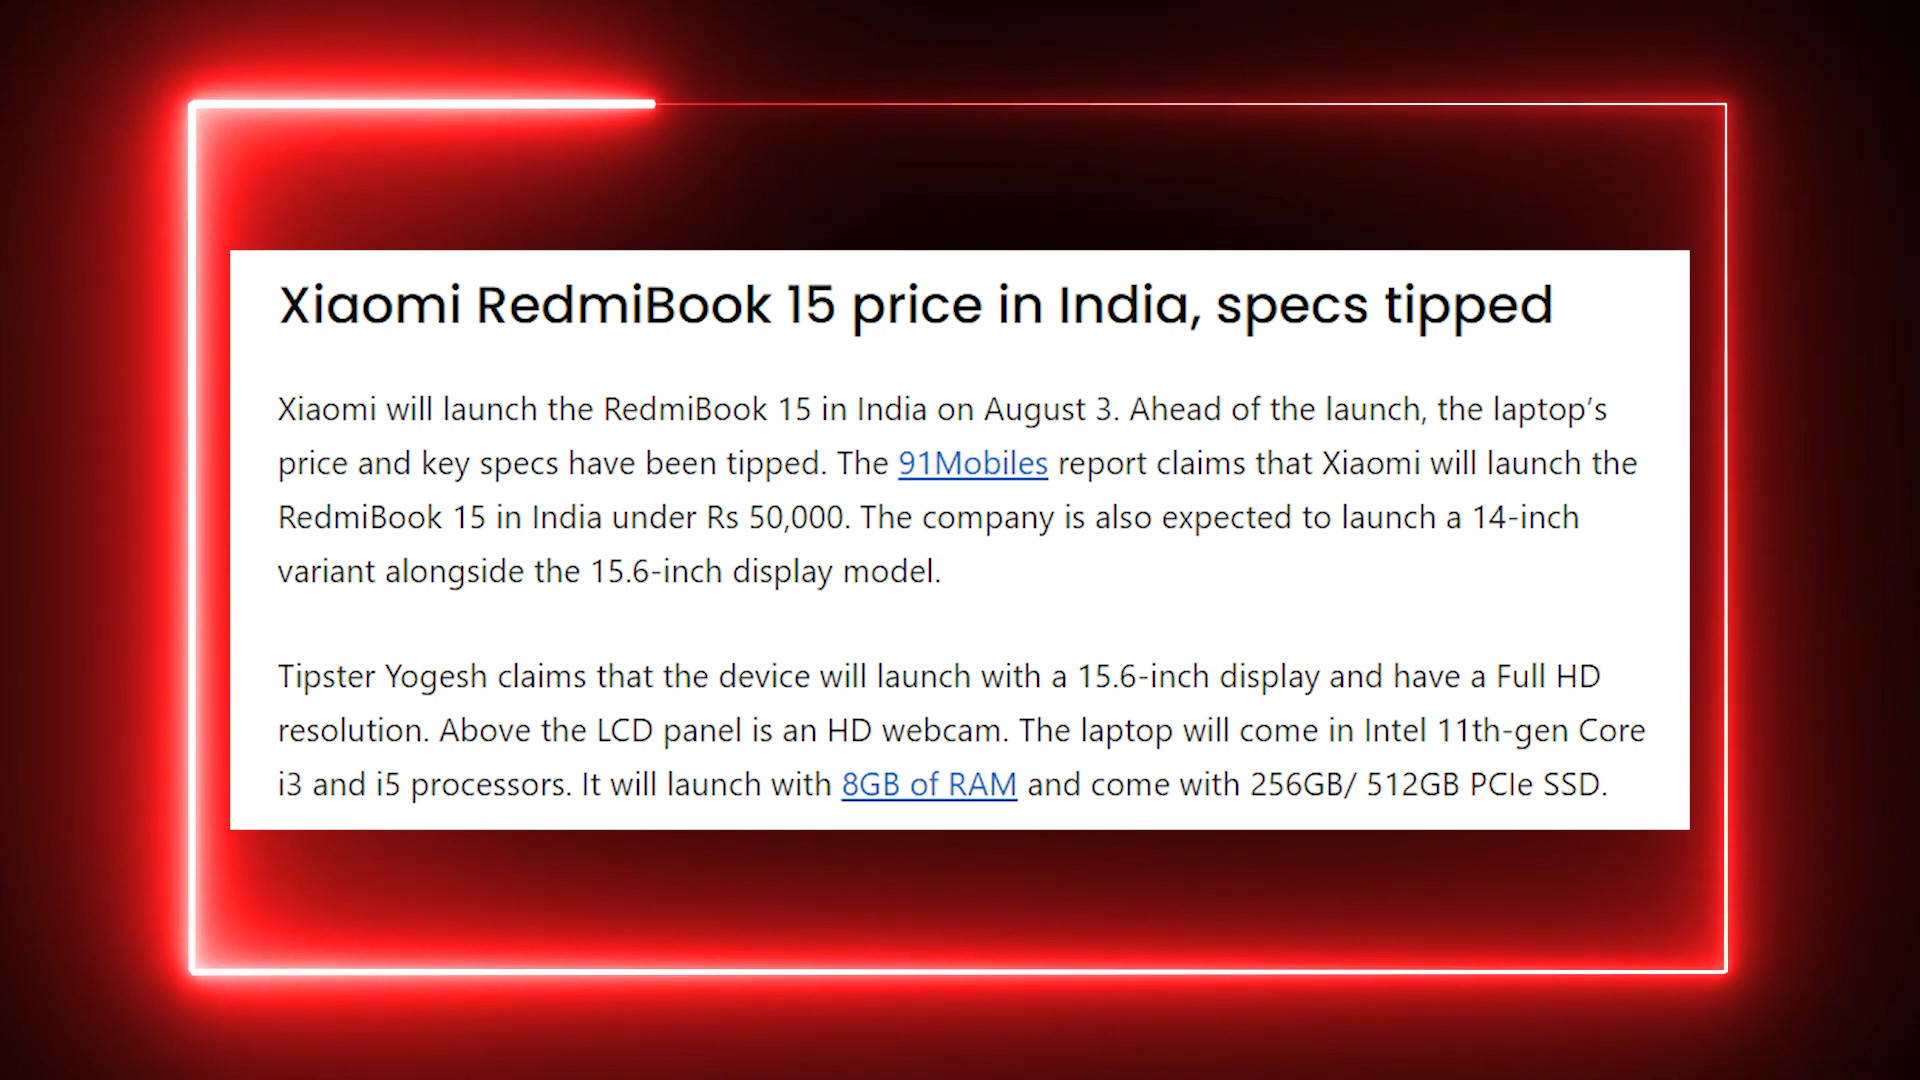 Xiaomi RedmiBook 15 price in India, specs tipped
Xiaomi will launch the RedmiBook 15 in India on August 3. Ahead of the launch, the laptop’s
price and key specs have been tipped. The 91Mobiles report claims that Xiaomi will launch the
RedmiBook 15 in India under Rs 50,000. The company is also expected to launch a 14-inch
variant alongside the 15.6-inch display model.
Tipster Yogesh claims that the device will launch with a 15.6-inch display and have a Full HD
resolution. Above the LCD panel is an HD webcam. The laptop will come in Intel 11th-gen Core
i3 and i5 processors. It will launch with 8GB of RAM and come with 256GB/ 512GB PCIe SSD.